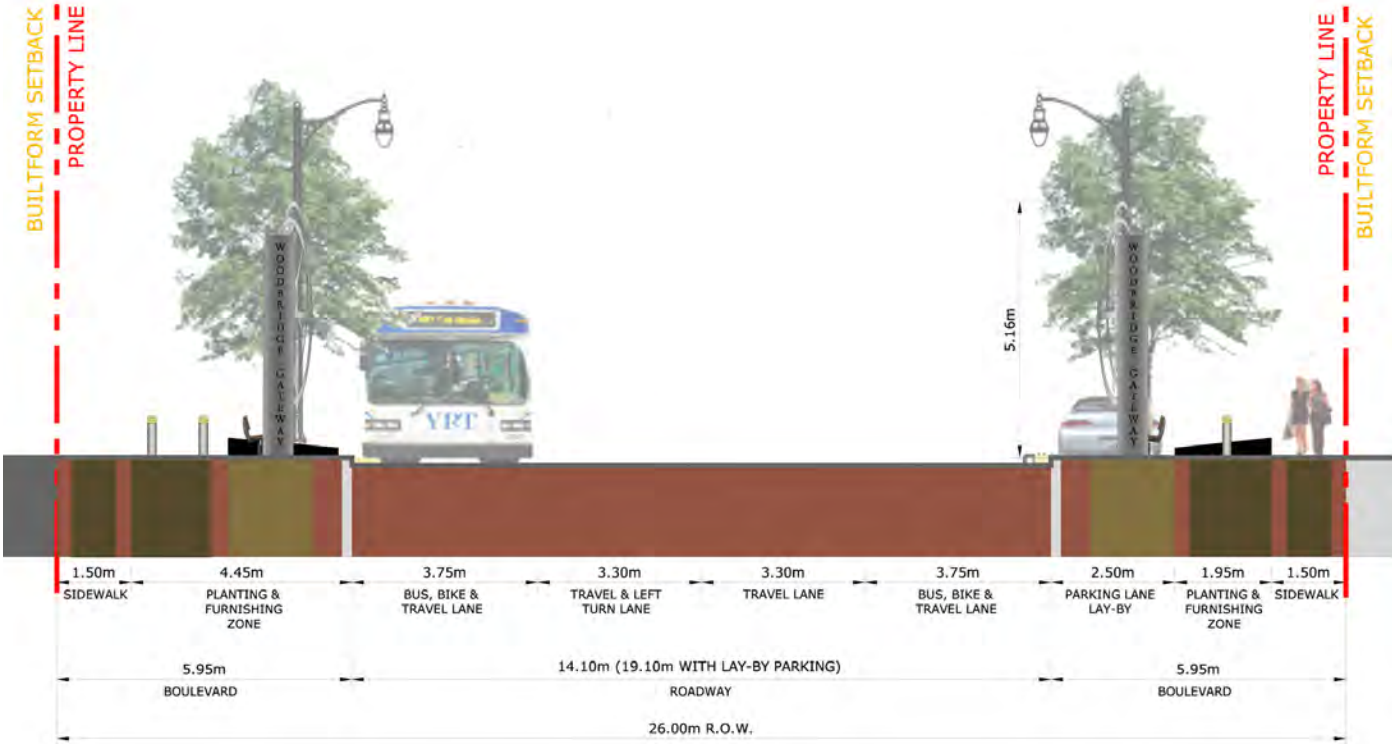 BUILTFORM SETBACK
PROPERTY LINE
PROPERTY LINE
BUILTFORM SETBACK
WOODBRIDGE GATEWAY
WOODBRIDGE GATEWAY
5.16m
YRT
1.50m
4.45m
3.75m
3.30m
3.30m
3.75m
2.50m
1.95m
1.50m
SIDEWALK
PLANTING &
FURNISHING
ZONE
BUS, BIKE &
TRAVEL LANE
TRAVEL & LEFT
TURN LANE
TRAVEL LANE
BUS, BIKE &
TRAVEL LANE
PARKING LANE
LAY-BY
PLANTING &
FURNISHING
ZONE
SIDEWALK
5.95m
14.10m (19.10m WITH LAY-BY PARKING)
5.95m
BOULEVARD
ROADWAY
BOULEVARD
26.00m R.O.W.